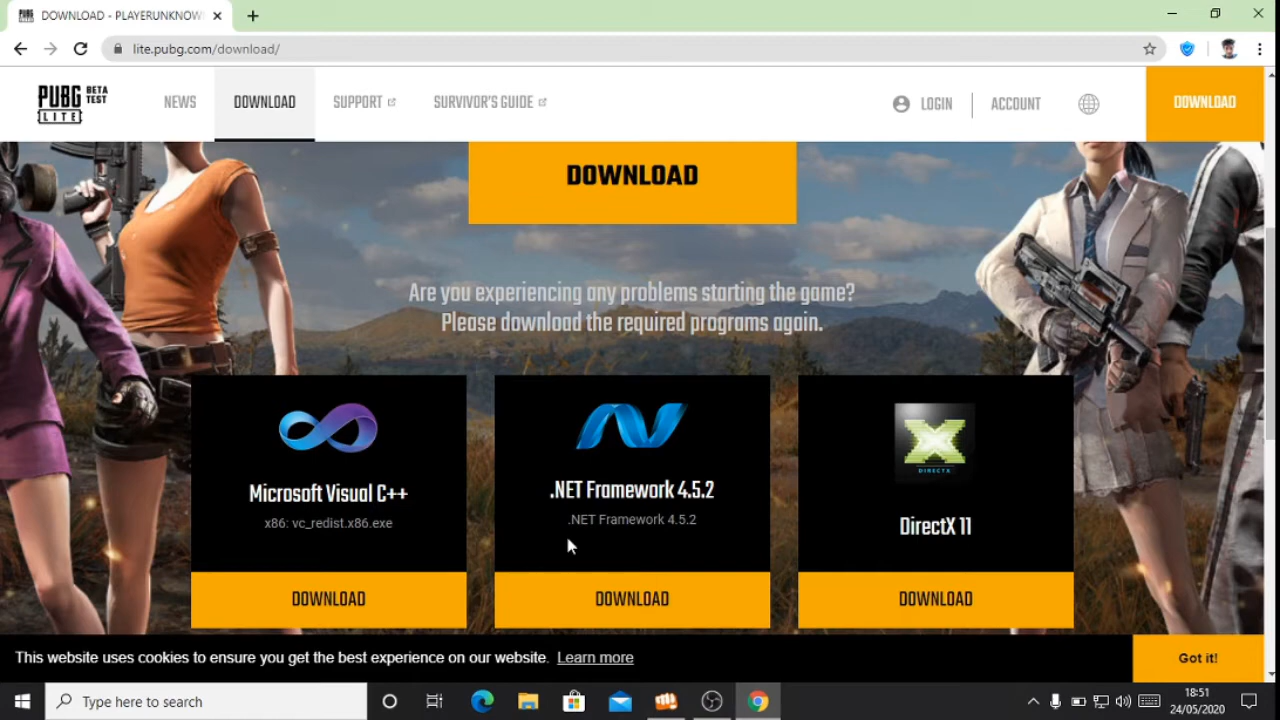 DOWNLOAD - PLAYERUNKNOW
lite.pubg.com/download/
PUBG LITE BETA TEST
NEWS
DOWNLOAD
SUPPORT
SURVIVOR'S GUIDE
LOGIN
ACCOUNT
DOWNLOAD
DOWNLOAD
Are you experiencing any problems starting the game?
Please download the required programs again.
Microsoft Visual C++
x86: vc_redist.x86.exe
DOWNLOAD
.NET Framework 4.5.2
.NET Framework 4.5.2
DOWNLOAD
DIRECTX
DirectX 11
DOWNLOAD
This website uses cookies to ensure you get the best experience on our website. Learn more
Got it!
Type here to search
18:51
24/05/2020